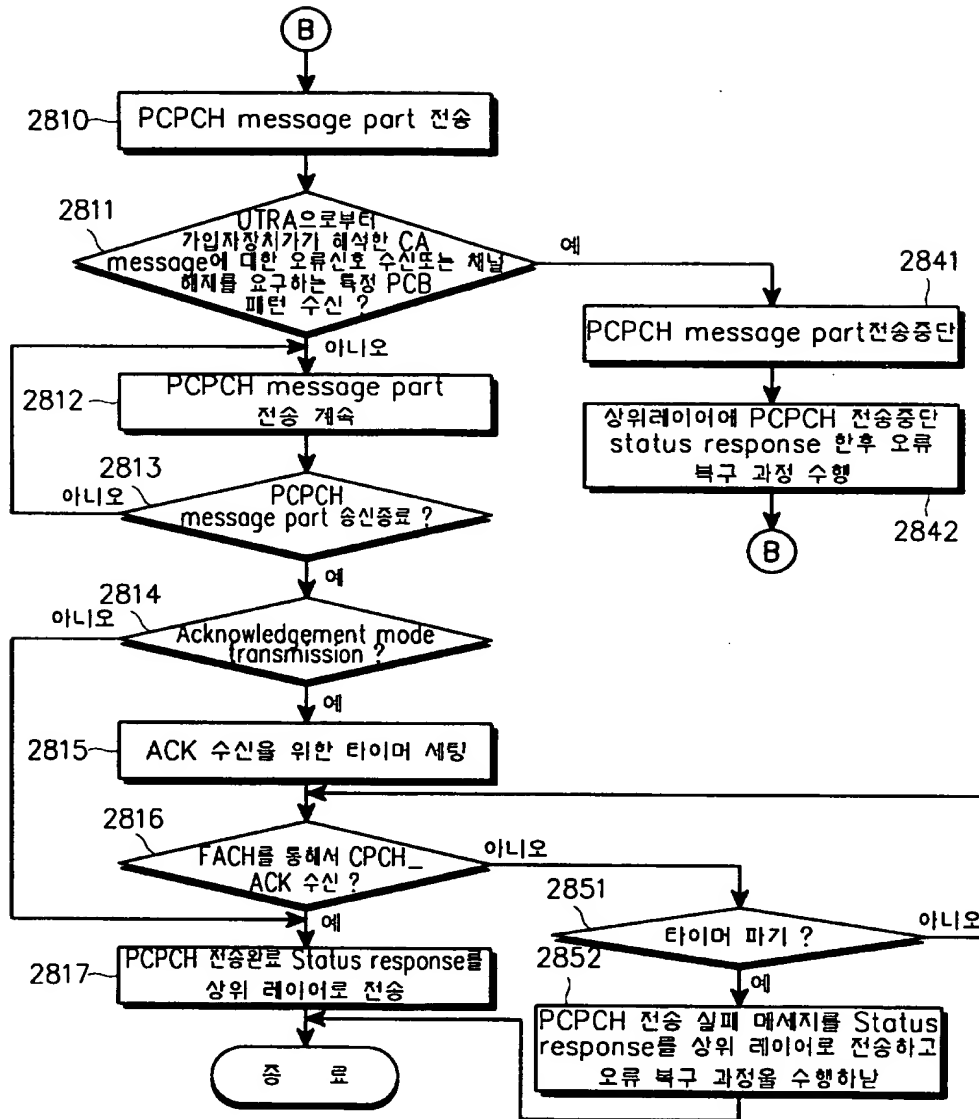 B
2810
PCPCH message part 전송
2811
UTRA으로부터
가입자장치가가 해석한 CA
message에 대한 오류신호 수신또는 채널
해제를 요구하는 특정 PCB
패턴 수신 ?
예
아니오
2841
PCPCH message part전송중단
2812
PCPCH message part
전송 계속
상위레이어에 PCPCH 전송중단
status response 한후 오류
복구 과정 수행
2842
B
2813
아니오
PCPCH
message part 송신종료 ?
예
2814
아니오
Acknowledgement mode
transmission ?
예
2815
ACK 수신을 위한 타이머 세팅
2816
FACH를 통해서 CPCH_
ACK 수신 ?
아니오
예
2851
타이머 파기 ?
아니오
예
2817
PCPCH 전송완료 Status response를
상위 레이어로 전송
2852
PCPCH 전송 실패 메세지를 Status
response를 상위 레이어로 전송하고
오류 복구 과정을 수행하낟
종 료